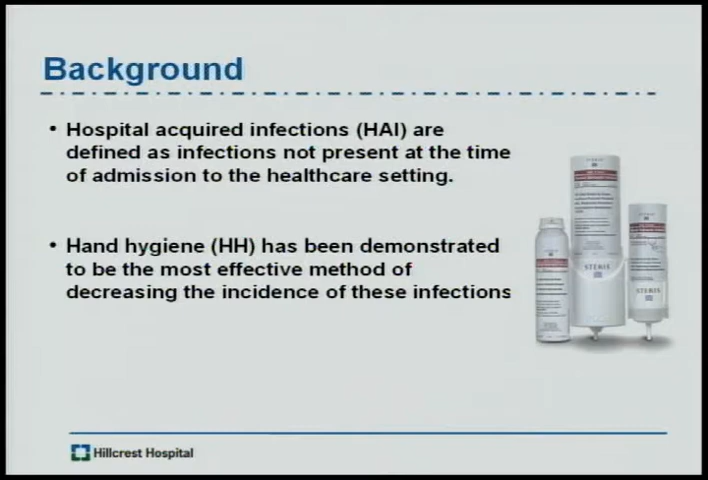 Background
• Hospital acquired infections (HAI) are
defined as infections not present at the time
of admission to the healthcare setting.
• Hand hygiene (HH) has been demonstrated
to be the most effective method of
decreasing the incidence of these infections
STERIS
STERIS
Hillcrest Hospital